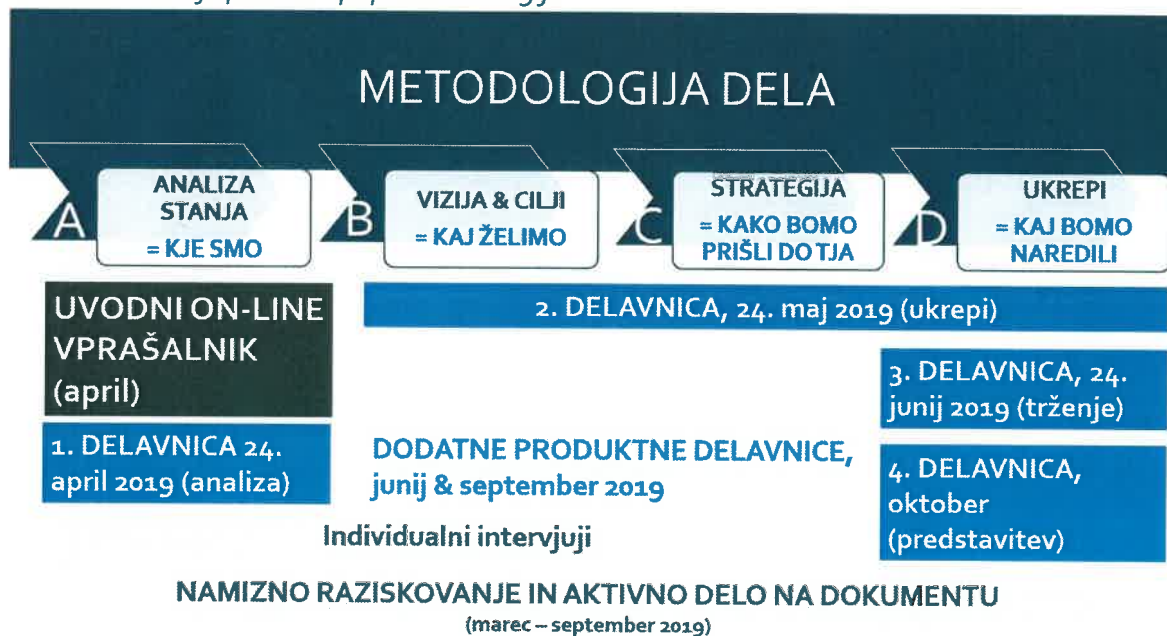 METODOLOGIJA DELA
A
ANALIZA
STANJA
= KJE SMO
B
VIZIJA & CILJI
= KAJ ŽELIMO
C
STRATEGIJA
= KAKO BOMO
PRIŠLI DO TJA
D
UKREPI
= KAJ BOMO
NAREDILI
UVODNI ON-LINE
VPRAŠALNIK
(april)
2. DELAVNICA, 24. maj 2019 (ukrepi)
3. DELAVNICA, 24.
junij 2019 (trženje)
1. DELAVNICA 24.
april 2019 (analiza)
DODATNE PRODUKTNE DELAVNICE,
junij & september 2019
4. DELAVNICA,
oktober
(predstavitev)
Individualni intervjuji
NAMIZNO RAZISKOVANJE IN AKTIVNO DELO NA DOKUMENTU
(marec – september 2019)